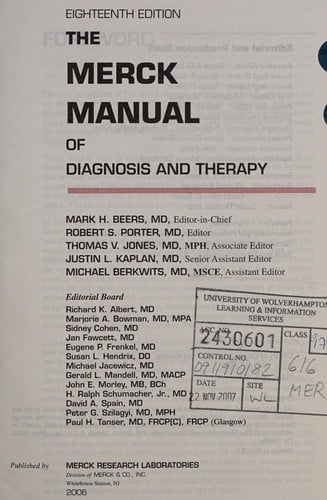 EIGHTEENTH EDITION
THE
MERCK
MANUAL
OF
DIAGNOSIS AND THERAPY
MARK H. BEERS, MD, Editor-in-Chief
ROBERT S. PORTER, MD, Editor
THOMAS V. JONES, MD, MPH, Associate Editor
JUSTIN L. KAPLAN, MD, Senior Assistant Editor
MICHAEL BERKWITS, MD, MSCE, Assistant Editor
Editorial Board
Richard K. Albert, MD
Marjorie A. Bowman, MD, MPA
Sidney Cohen, MD
Jan Fawcett, MD
Eugene P. Frenkel, MD
Susan L. Hendrix, DO
Michael Jacewicz, MD
Gerald L. Mandell, MD, MACP
John E. Morley, MB, BCh
H. Ralph Schumacher, Jr., MD
David A. Spain, MD
Peter G. Szilagyi, MD, MPH
Paul H. Tanser, MD, FRCP(C), FRCP (Glasgow)
UNIVERSITY OF WOLVERHAMPTON
LEARNING & INFORMATION
SERVICES
ACC NO.
2430601
CLASS
CONTROL NO.
0911910182
616
DATE
SITE
MER
22 NOV 2007
WL
Published by
MERCK RESEARCH LABORATORIES
Division of MERCK & CO., INC.
Whitehouse Station, NJ
2006